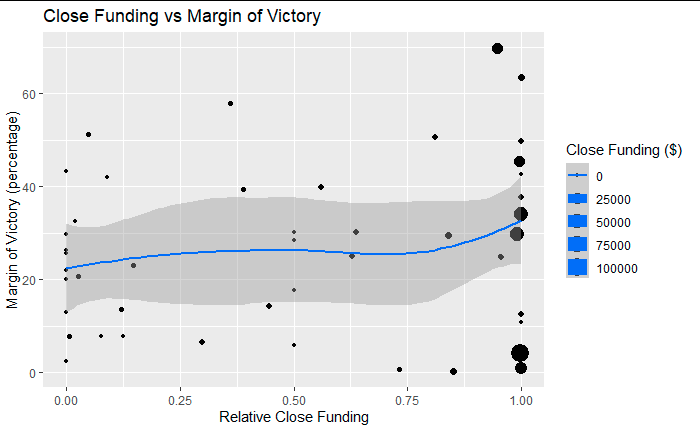 Close Funding vs Margin of Victory
Margin of Victory (percentage)
60
40
20
0
0.00 0.25 0.50 0.75 1.00
Relative Close Funding
Close Funding ($)
0
25000
50000
75000
100000